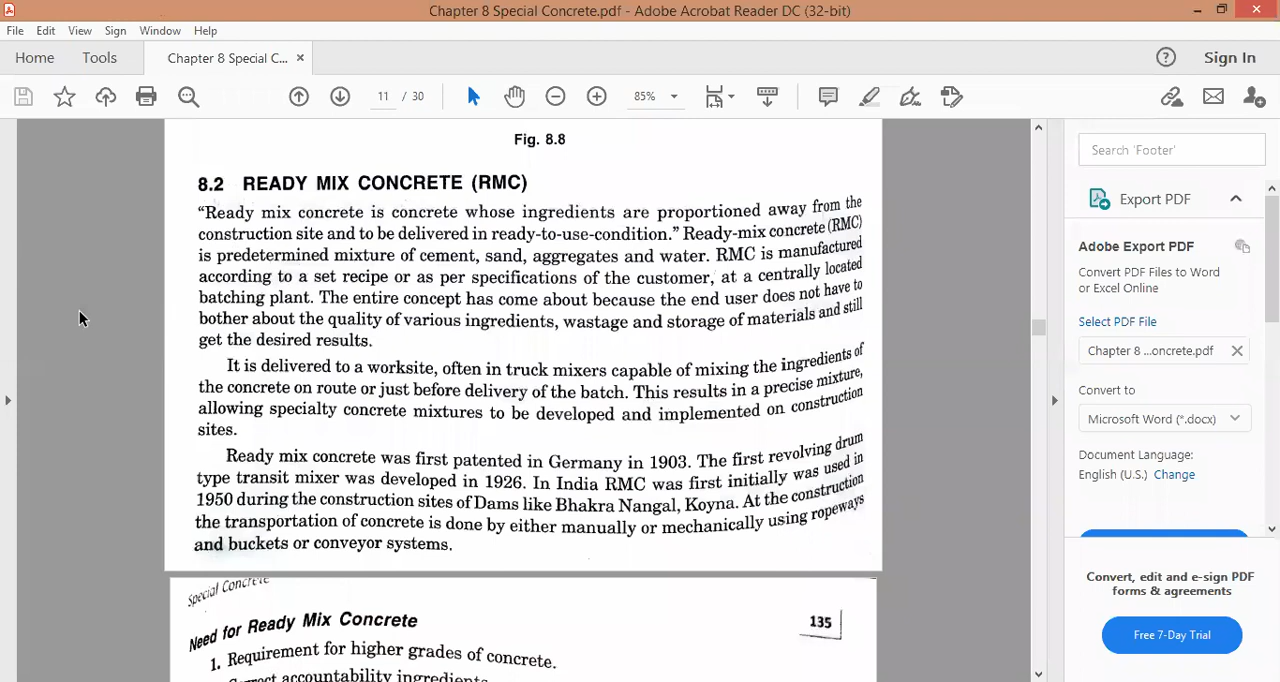 Chapter 8 Special Concrete.pdf - Adobe Acrobat Reader DC (32-bit)
File Edit View Sign Window Help
Home Tools Chapter 8 Special C... × Sign In
11 / 30 85%
Fig. 8.8
8.2 READY MIX CONCRETE (RMC)
“Ready mix concrete is concrete whose ingredients are proportioned away from the
construction site and to be delivered in ready-to-use-condition.” Ready-mix concrete (RMC)
is predetermined mixture of cement, sand, aggregates and water. RMC is manufactured
according to a set recipe or as per specifications of the customer, at a centrally located
batching plant. The entire concept has come about because the end user does not have to
bother about the quality of various ingredients, wastage and storage of materials and still
get the desired results.
It is delivered to a worksite, often in truck mixers capable of mixing the ingredients of
the concrete on route or just before delivery of the batch. This results in a precise mixture,
allowing specialty concrete mixtures to be developed and implemented on construction
sites.
Ready mix concrete was first patented in Germany in 1903. The first revolving drum
type transit mixer was developed in 1926. In India RMC was first initially was used in
1950 during the construction sites of Dams like Bhakra Nangal, Koyna. At the construction
the transportation of concrete is done by either manually or mechanically using ropeways
and buckets or conveyor systems.
Special Concrete
135
Need for Ready Mix Concrete
1. Requirement for higher grades of concrete.
accountability ingredients
Search 'Footer'
Export PDF
Adobe Export PDF
Convert PDF Files to Word
or Excel Online
Select PDF File
Chapter 8 ...oncrete.pdf
Convert to
Microsoft Word (*.docx)
Document Language:
English (U.S.) Change
Convert, edit and e-sign PDF
forms & agreements
Free 7-Day Trial